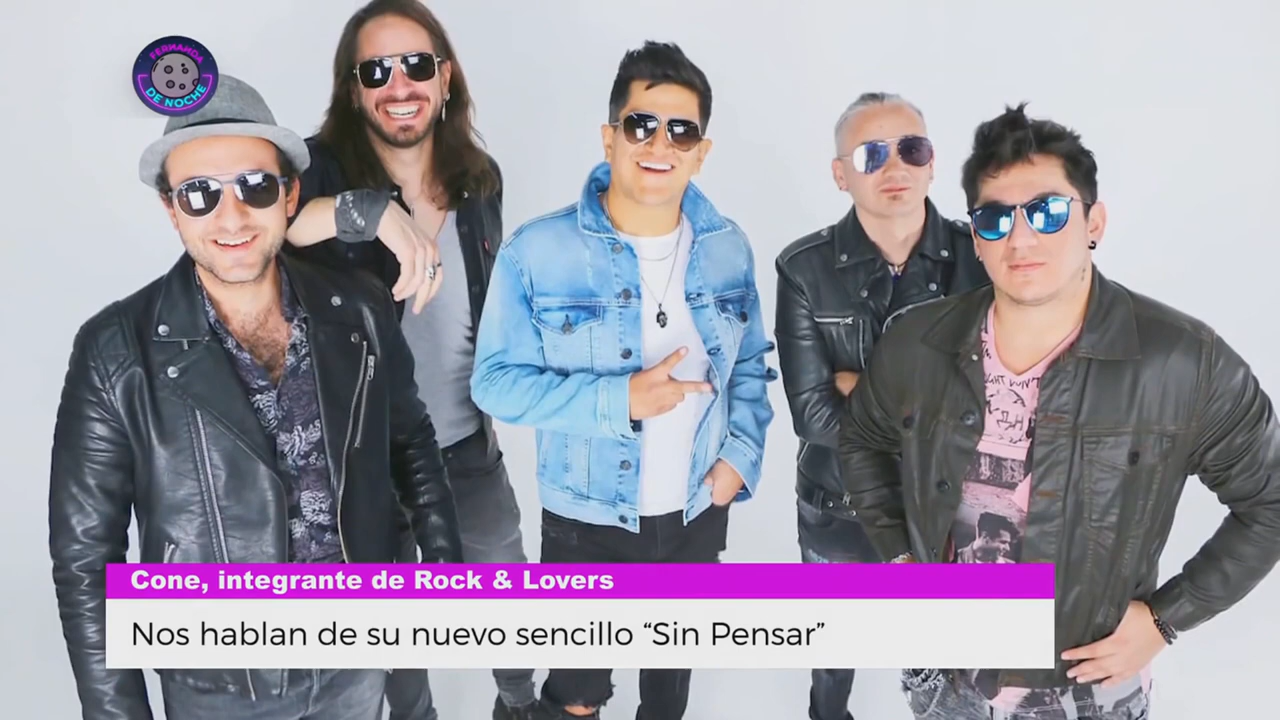 FERNANDA
DE NOCHE
Cone, integrante de Rock & Lovers
Nos hablan de su nuevo sencillo “Sin Pensar”